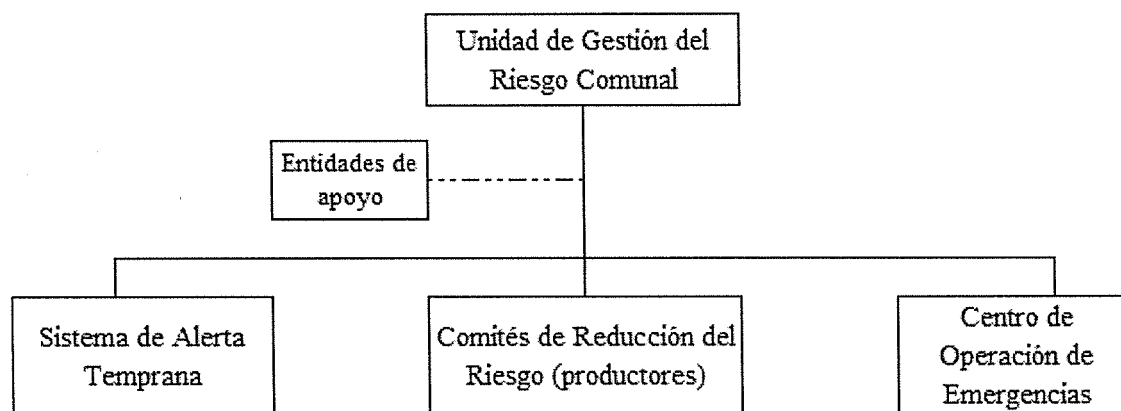 Unidad de Gestión del
Riesgo Comunal
Entidades de
apoyo
Sistema de Alerta
Temprana
Comités de Reducción del
Riesgo (productores)
Centro de
Operación de
Emergencias